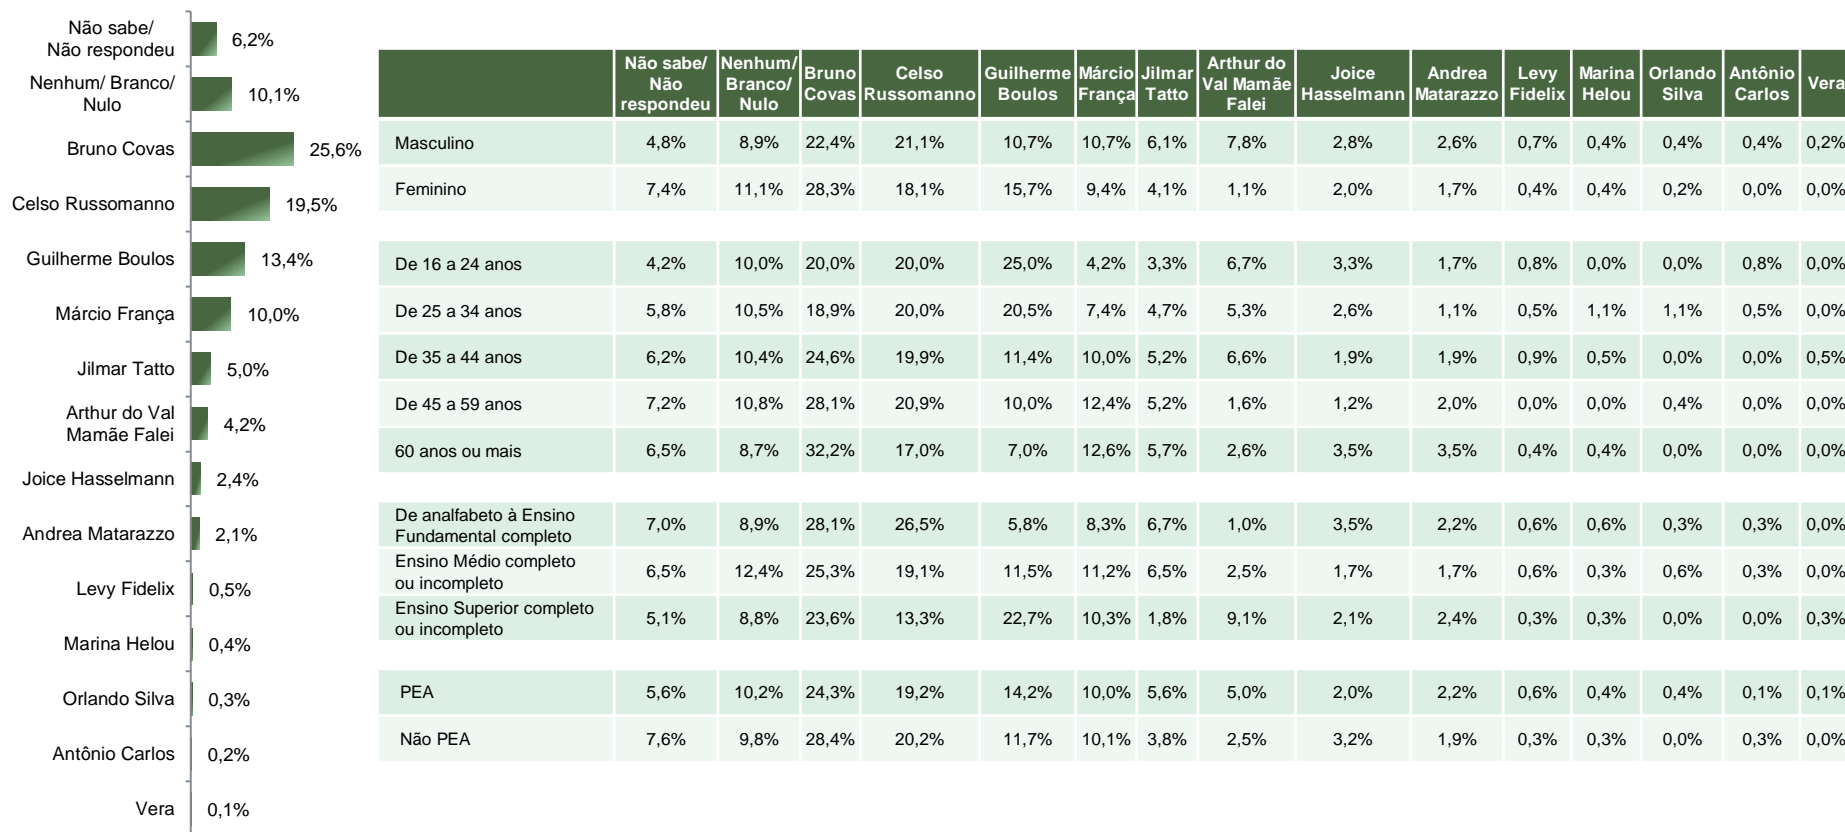 Não sabe/
Não respondeu
6,2%
Nenhum/ Branco/
Nulo
10,1%
Bruno Covas
25,6%
Celso Russomanno
19,5%
Guilherme Boulos
13,4%
Márcio França
10,0%
Jilmar Tatto
5,0%
Arthur do Val
Mamãe Falei
4,2%
Joice Hasselmann
2,4%
Andrea Matarazzo
2,1%
Levy Fidelix
0,5%
Marina Helou
0,4%
Orlando Silva
0,3%
Antônio Carlos
0,2%
Vera
0,1%
Não sabe/
Não
respondeu
Nenhum/
Branco/
Nulo
Bruno
Covas
Celso
Russomanno
Guilherme
Boulos
Márcio
França
Jilmar
Tatto
Arthur do
Val Mamãe
Falei
Joice
Hasselmann
Andrea
Matarazzo
Levy
Fidelix
Marina
Helou
Orlando
Silva
Antônio
Carlos
Vera
Masculino 4,8% 8,9% 22,4% 21,1% 10,7% 10,7% 6,1% 7,8% 2,8% 2,6% 0,7% 0,4% 0,4% 0,4% 0,2%
Feminino 7,4% 11,1% 28,3% 18,1% 15,7% 9,4% 4,1% 1,1% 2,0% 1,7% 0,4% 0,4% 0,2% 0,0% 0,0%
De 16 a 24 anos 4,2% 10,0% 20,0% 20,0% 25,0% 4,2% 3,3% 6,7% 3,3% 1,7% 0,8% 0,0% 0,0% 0,8% 0,0%
De 25 a 34 anos 5,8% 10,5% 18,9% 20,0% 20,5% 7,4% 4,7% 5,3% 2,6% 1,1% 0,5% 1,1% 1,1% 0,5% 0,0%
De 35 a 44 anos 6,2% 10,4% 24,6% 19,9% 11,4% 10,0% 5,2% 6,6% 1,9% 1,9% 0,9% 0,5% 0,0% 0,0% 0,5%
De 45 a 59 anos 7,2% 10,8% 28,1% 20,9% 10,0% 12,4% 5,2% 1,6% 1,2% 2,0% 0,0% 0,0% 0,4% 0,0% 0,0%
60 anos ou mais 6,5% 8,7% 32,2% 17,0% 7,0% 12,6% 5,7% 2,6% 3,5% 3,5% 0,4% 0,4% 0,0% 0,0% 0,0%
De analfabeto à Ensino
Fundamental completo
7,0% 8,9% 28,1% 26,5% 5,8% 8,3% 6,7% 1,0% 3,5% 2,2% 0,6% 0,6% 0,3% 0,3% 0,0%
Ensino Médio completo
ou incompleto
6,5% 12,4% 25,3% 19,1% 11,5% 11,2% 6,5% 2,5% 1,7% 1,7% 0,6% 0,3% 0,6% 0,3% 0,0%
Ensino Superior completo
ou incompleto
5,1% 8,8% 23,6% 13,3% 22,7% 10,3% 1,8% 9,1% 2,1% 2,4% 0,3% 0,3% 0,0% 0,0% 0,3%
PEA 5,6% 10,2% 24,3% 19,2% 14,2% 10,0% 5,6% 5,0% 2,0% 2,2% 0,6% 0,4% 0,4% 0,1% 0,1%
Não PEA 7,6% 9,8% 28,4% 20,2% 11,7% 10,1% 3,8% 2,5% 3,2% 1,9% 0,3% 0,3% 0,0% 0,3% 0,0%